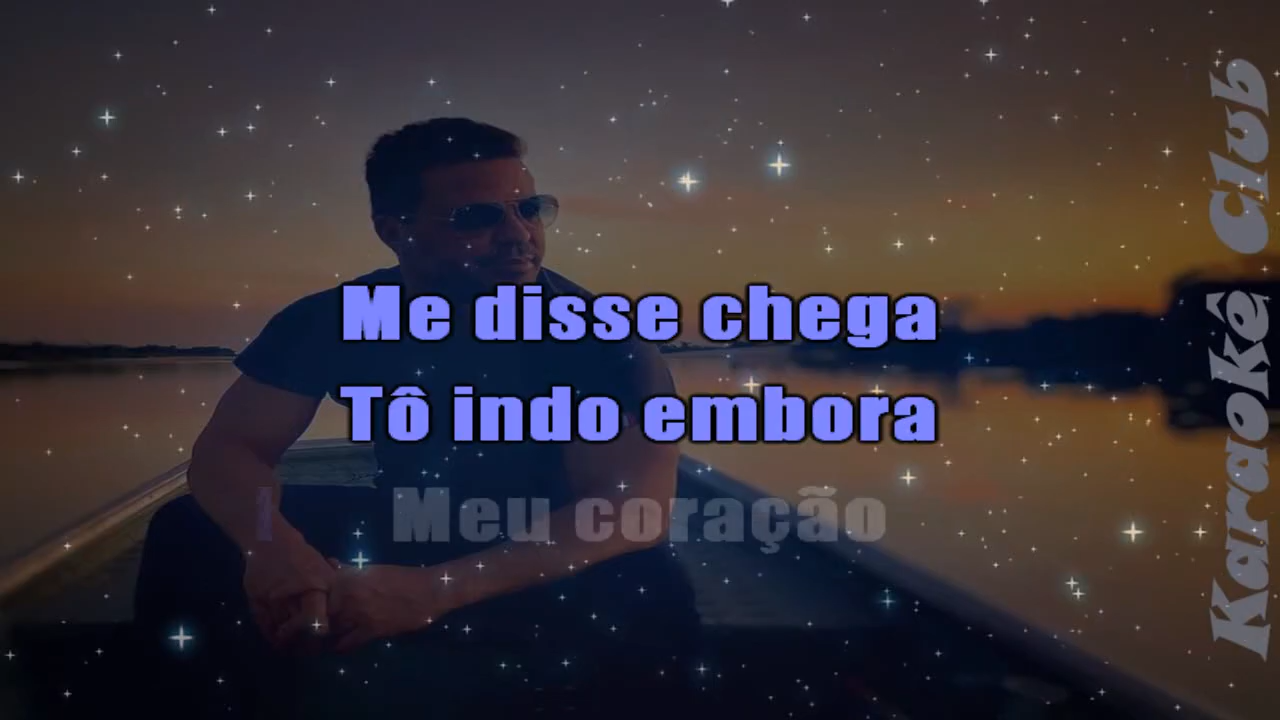 Me disse chega
Tô indo embora
Meu coração
Karaokê Club